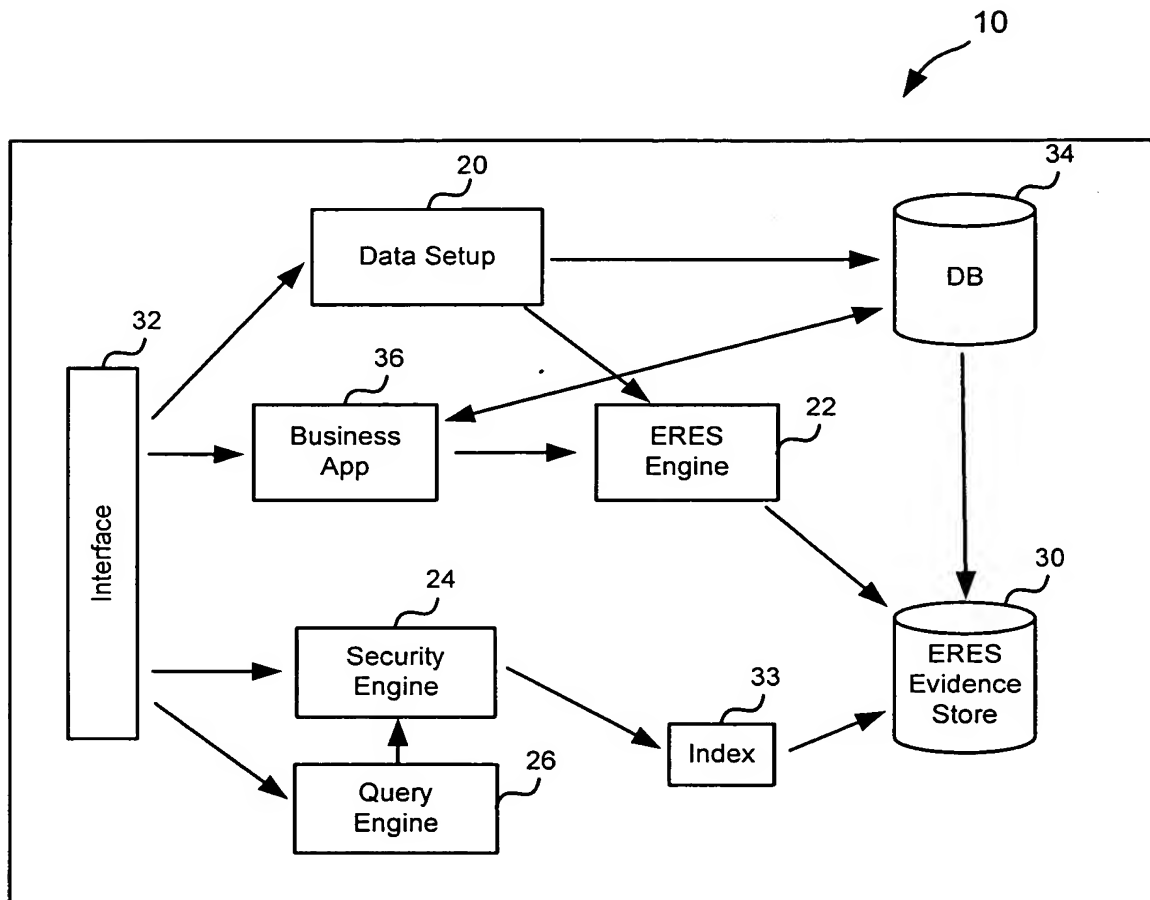 10
20
Data Setup
34
DB
32
Interface
36
Business
App
ERES
Engine
22
24
Security
Engine
Query
Engine
26
33
Index
30
ERES
Evidence
Store